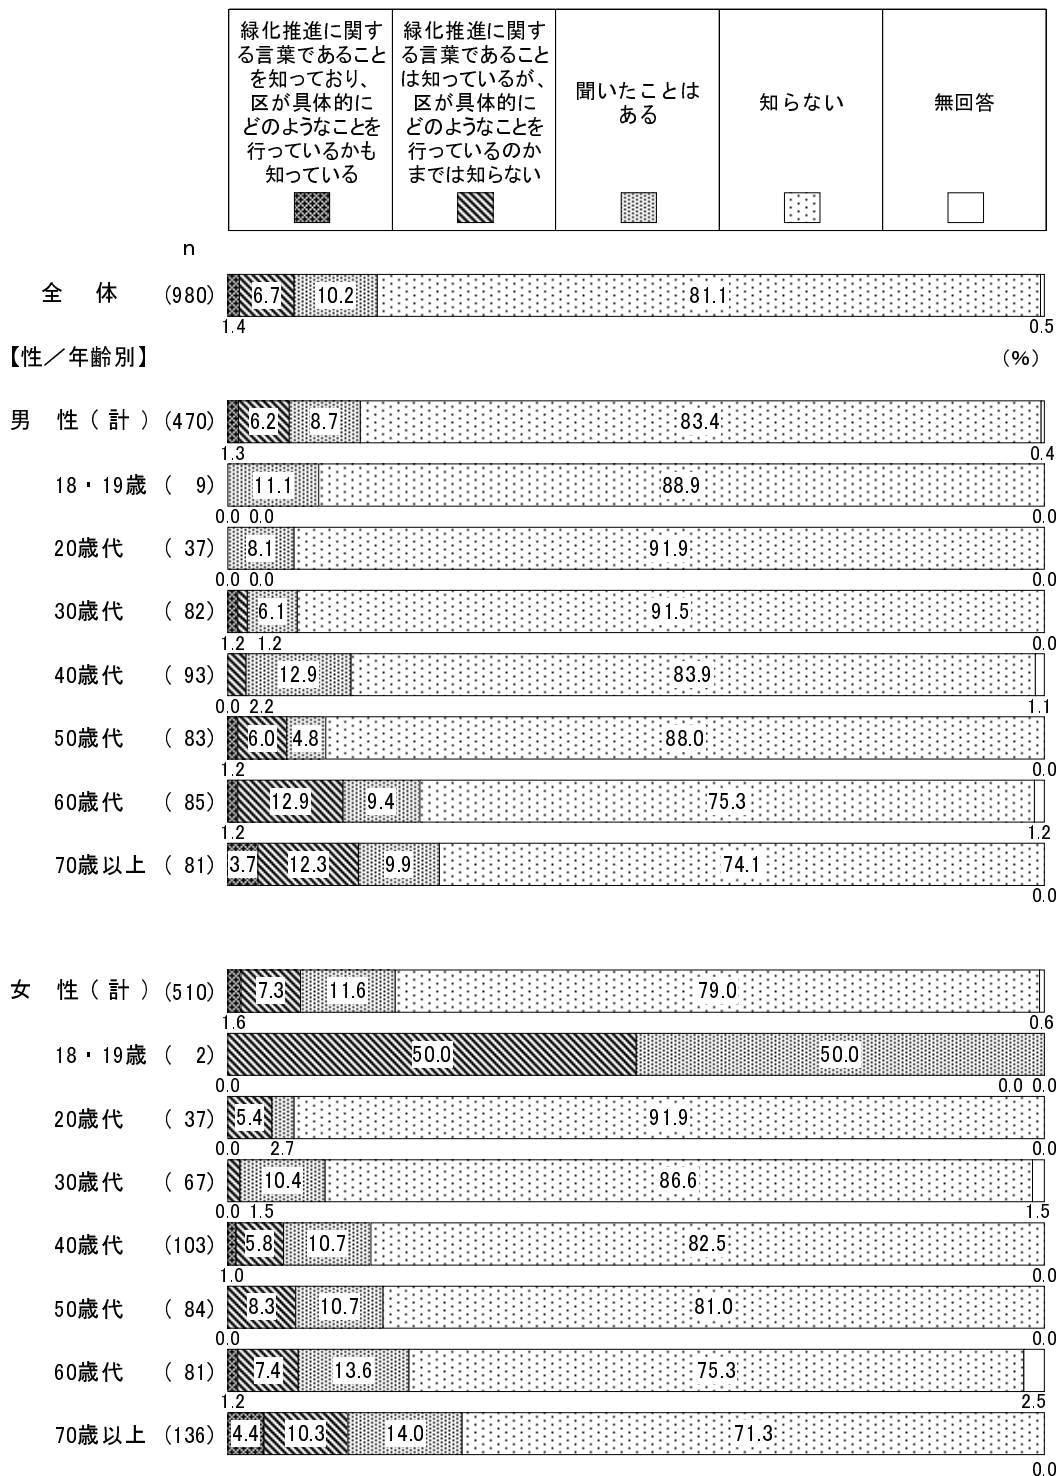 緑化推進に関す
る言葉であること
を知っており、
区が具体的に
どのようなことを
行っているかも
知っている
緑化推進に関す
る言葉であること
は知っているが、
区が具体的に
どのようなことを
行っているのか
までは知らない
聞いたことは
ある
知らない
無回答
n
全 体 (980) 6.7 10.2 81.1
1.4 0.5
【性／年齢別】 (%)
男 性(計) (470) 6.2 8.7 83.4
1.3 0.4
18・19歳 ( 9) 11.1 88.9
0.0 0.0 0.0
20歳代 ( 37) 8.1 91.9
0.0 0.0 0.0
30歳代 ( 82) 6.1 91.5
1.2 1.2 0.0
40歳代 ( 93) 12.9 83.9
0.0 2.2 1.1
50歳代 ( 83) 6.0 4.8 88.0
1.2 0.0
60歳代 ( 85) 12.9 9.4 75.3
1.2 1.2
70歳以上 ( 81) 3.7 12.3 9.9 74.1
0.0
女 性(計) (510) 7.3 11.6 79.0
1.6 0.6
18・19歳 ( 2) 50.0 50.0
0.0 0.0 0.0
20歳代 ( 37) 5.4 91.9
0.0 2.7 0.0
30歳代 ( 67) 10.4 86.6
0.0 1.5 1.5
40歳代 (103) 5.8 10.7 82.5
1.0 0.0
50歳代 ( 84) 8.3 10.7 81.0
0.0 0.0
60歳代 ( 81) 7.4 13.6 75.3
1.2 2.5
70歳以上 (136) 4.4 10.3 14.0 71.3
0.0